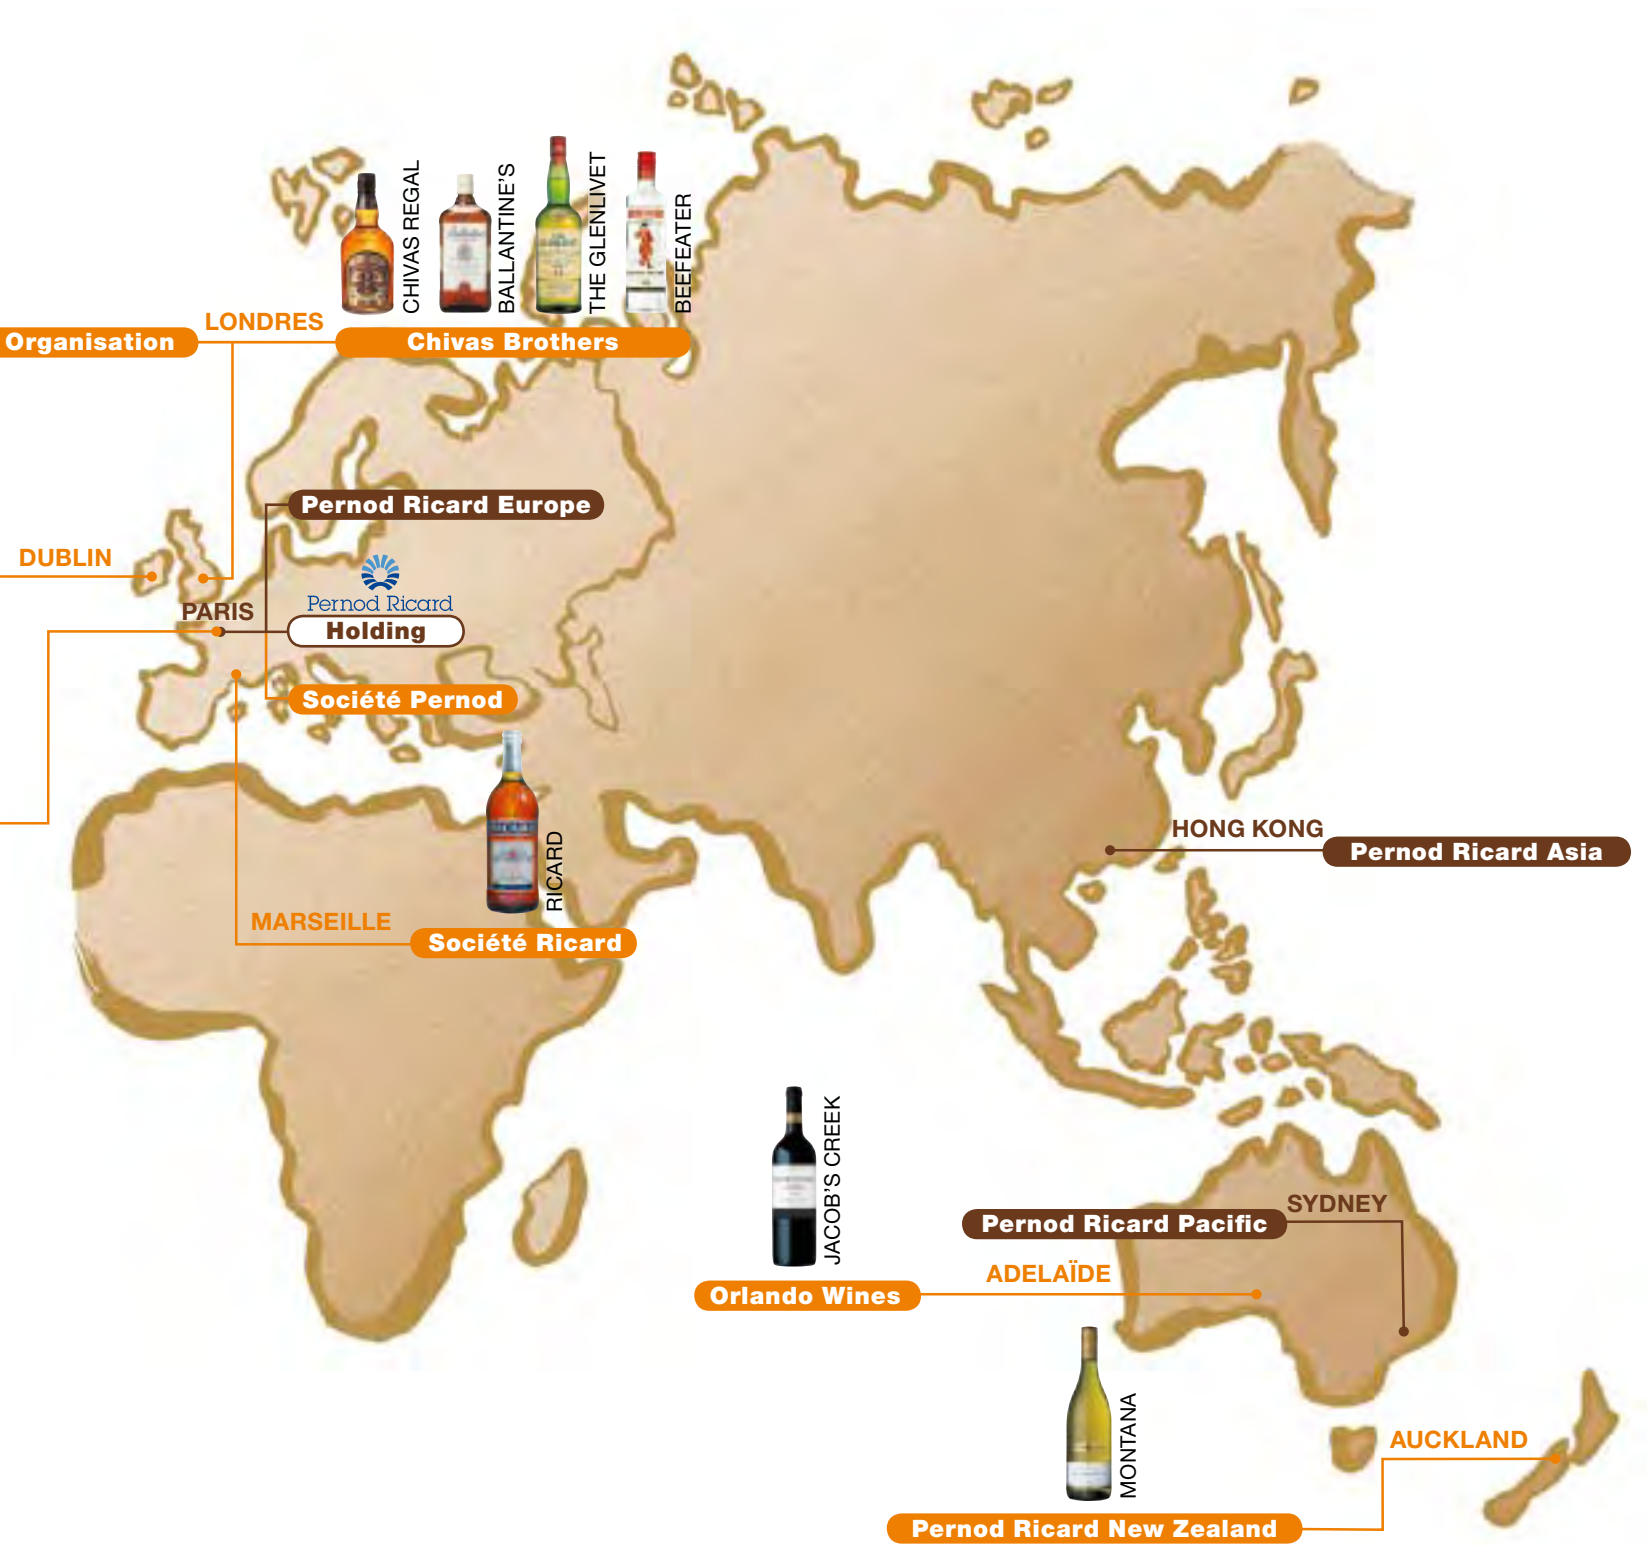 CHIVAS REGAL
BALLANTINE'S
THE GLENLIVET
BEEFEATER
LONDRES
Organisation
Chivas Brothers
Pernod Ricard Europe
DUBLIN
Pernod Ricard
PARIS
Holding
Société Pernod
RICARD
HONG KONG
Pernod Ricard Asia
MARSEILLE
Société Ricard
JACOB'S CREEK
SYDNEY
Pernod Ricard Pacific
ADELAÏDE
Orlando Wines
MONTANA
AUCKLAND
Pernod Ricard New Zealand